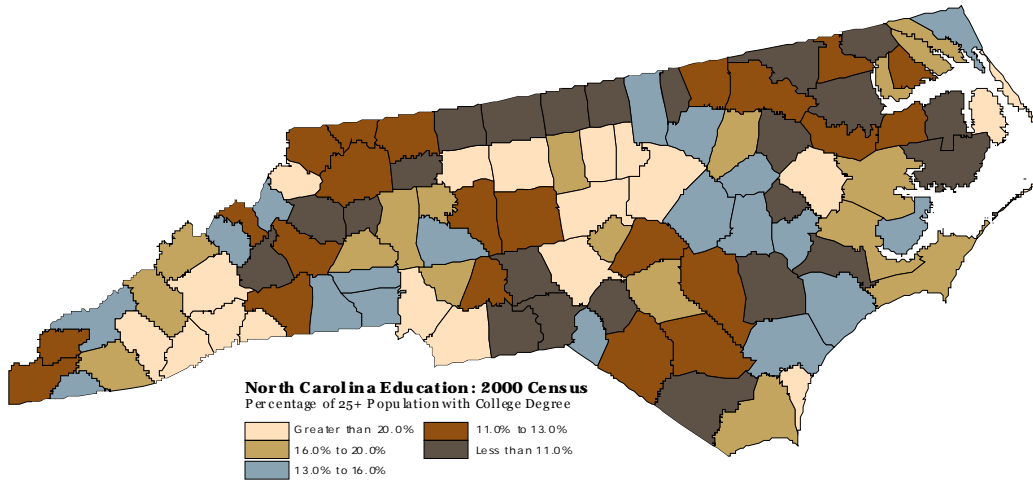 North Carolina Education: 2000 Census
Percentage of 25+ Population with College Degree
Greater than 20.0%
16.0% to 20.0%
13.0% to 16.0%
11.0% to 13.0%
Less than 11.0%